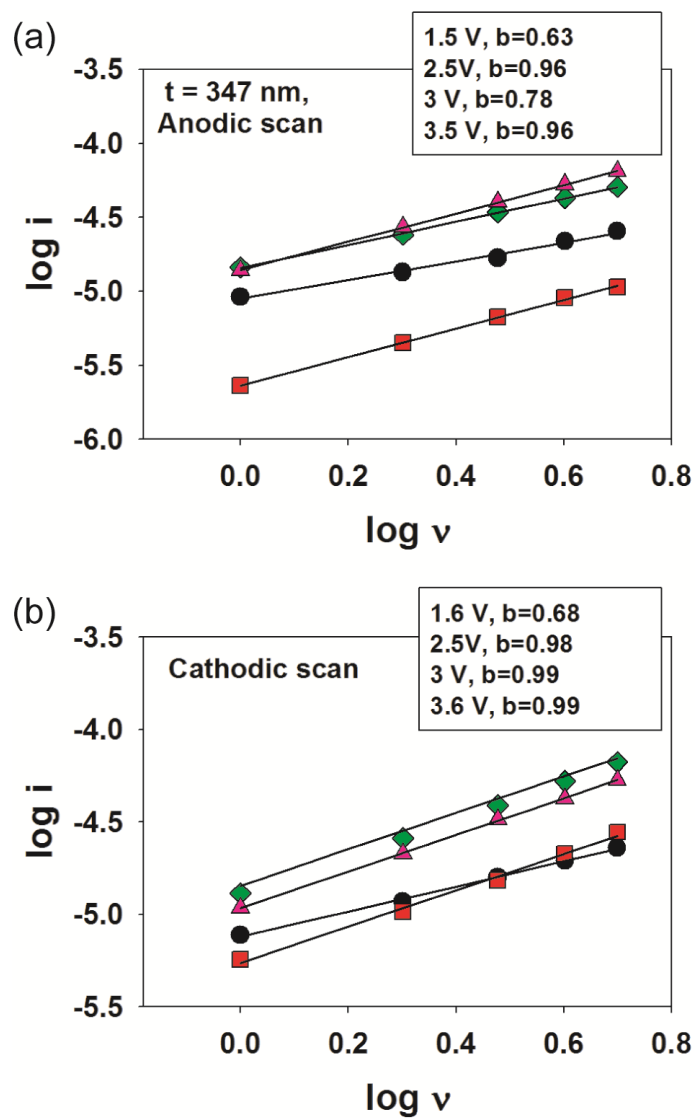 (a)
1.5 V, b=0.63
2.5V, b=0.96
3 V, b=0.78
3.5 V, b=0.96
t = 347 nm,
Anodic scan
-3.5
-4.0
-4.5
-5.0
-5.5
-6.0
log i
0.0 0.2 0.4 0.6 0.8
log ν
(b)
1.6 V, b=0.68
2.5V, b=0.98
3 V, b=0.99
3.6 V, b=0.99
Cathodic scan
-3.5
-4.0
-4.5
-5.0
-5.5
log i
0.0 0.2 0.4 0.6 0.8
log ν